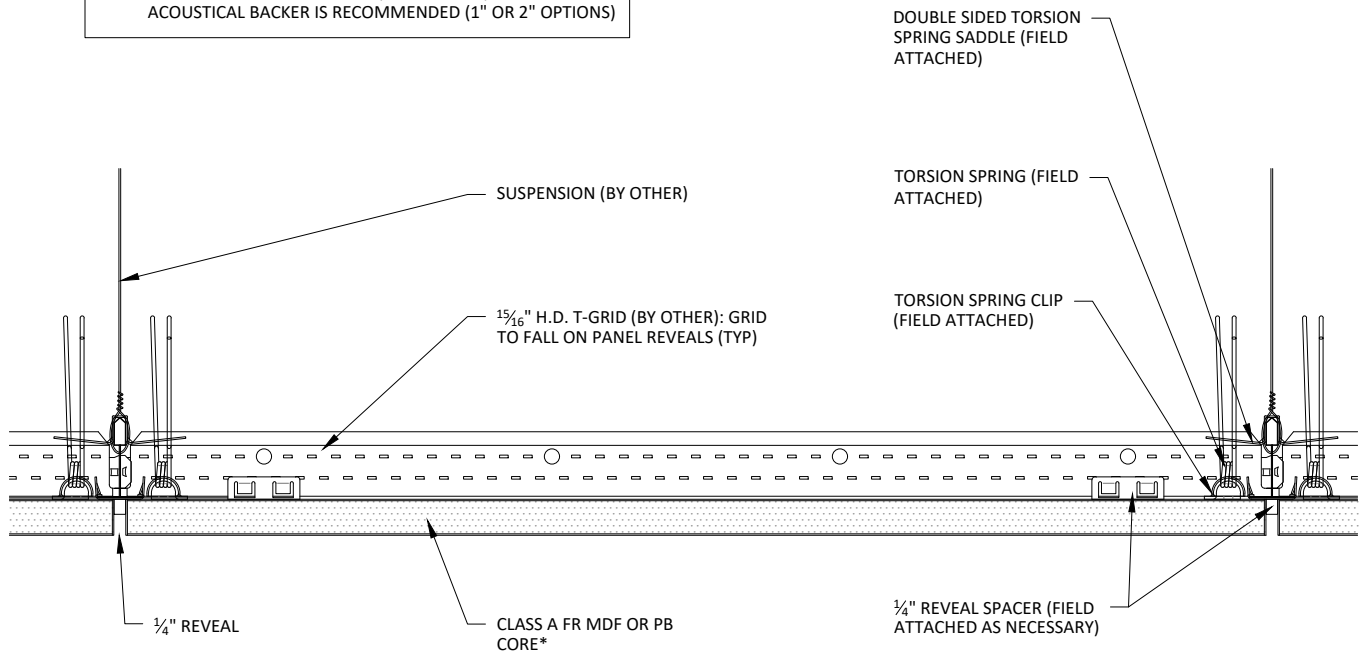 ACOUSTICAL BACKER IS RECOMMENDED (1" OR 2" OPTIONS)
DOUBLE SIDED TORSION
SPRING SADDLE (FIELD
ATTACHED)
SUSPENSION (BY OTHER)
TORSION SPRING (FIELD
ATTACHED)
15⁄16" H.D. T-GRID (BY OTHER): GRID
TO FALL ON PANEL REVEALS (TYP)
TORSION SPRING CLIP
(FIELD ATTACHED)
1⁄4" REVEAL
CLASS A FR MDF OR PB
CORE*
1⁄4" REVEAL SPACER (FIELD
ATTACHED AS NECESSARY)